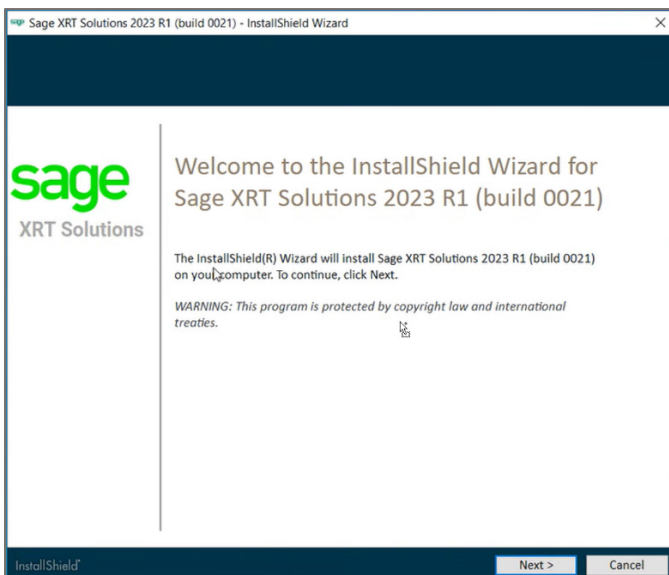 sage Sage XRT Solutions 2023 R1 (build 0021) - InstallShield Wizard
sage
XRT Solutions
Welcome to the InstallShield Wizard for
Sage XRT Solutions 2023 R1 (build 0021)
The InstallShield(R) Wizard will install Sage XRT Solutions 2023 R1 (build 0021)
on your computer. To continue, click Next.
WARNING: This program is protected by copyright law and international
treaties.
InstallShield
Next >
Cancel